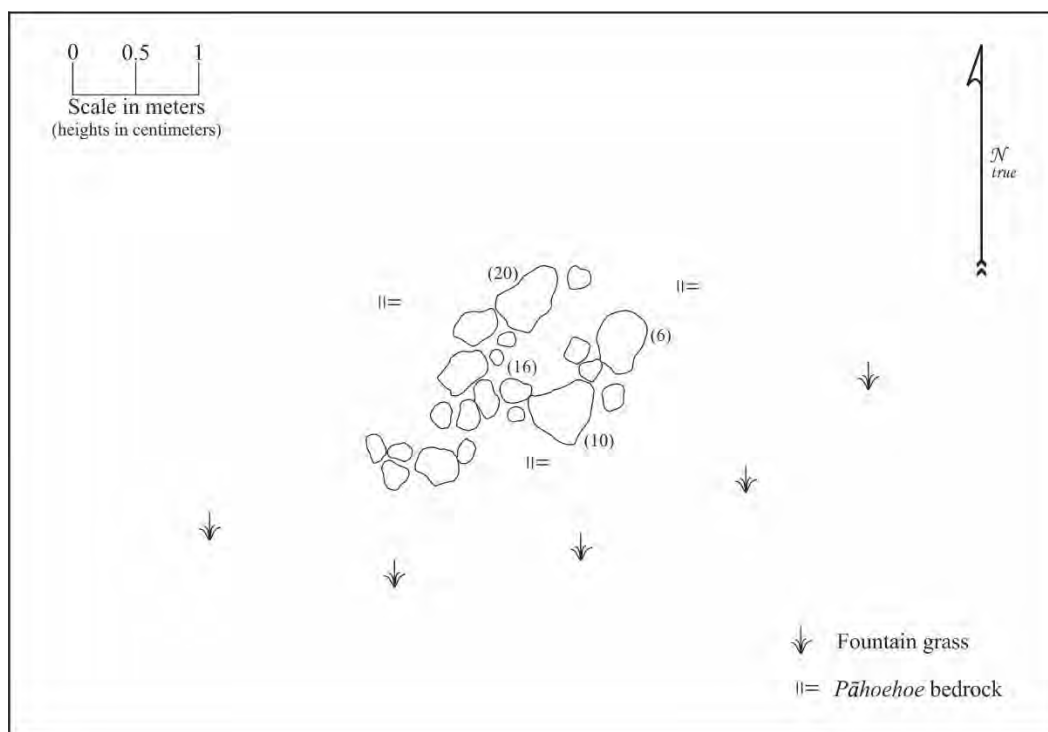 0 0.5 1
Scale in meters
(heights in centimeters)
N
true
(20)
(6)
(16)
(10)
Fountain grass
Pāhoehoe bedrock